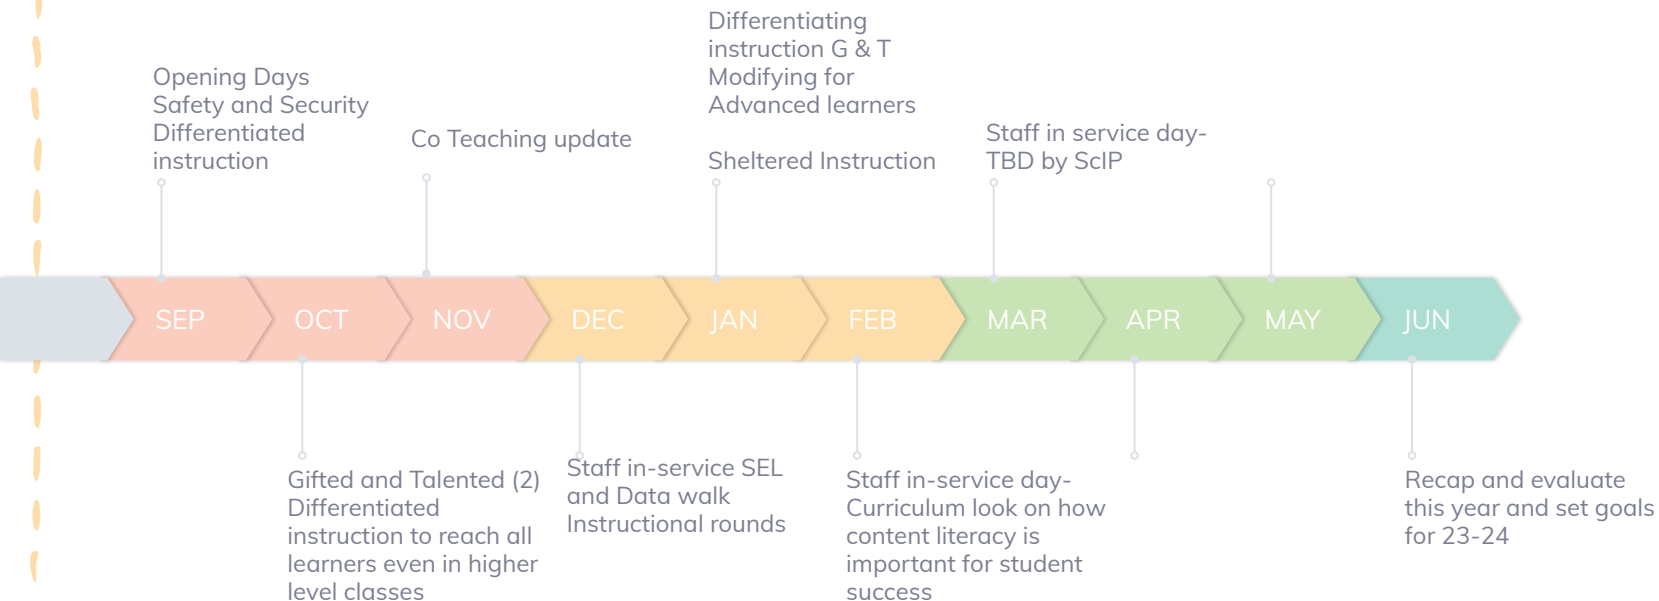 Opening Days
Safety and Security
Differentiated
instruction
Co Teaching update
Differentiating
instruction G & T
Modifying for
Advanced learners
Sheltered Instruction
Staff in service day-
TBD by ScIP
SEP
OCT
NOV
DEC
JAN
FEB
MAR
APR
MAY
JUN
Gifted and Talented (2)
Differentiated
instruction to reach all
learners even in higher
level classes
Staff in-service SEL
and Data walk
Instructional rounds
Staff in-service day-
Curriculum look on how
content literacy is
important for student
success
Recap and evaluate
this year and set goals
for 23-24